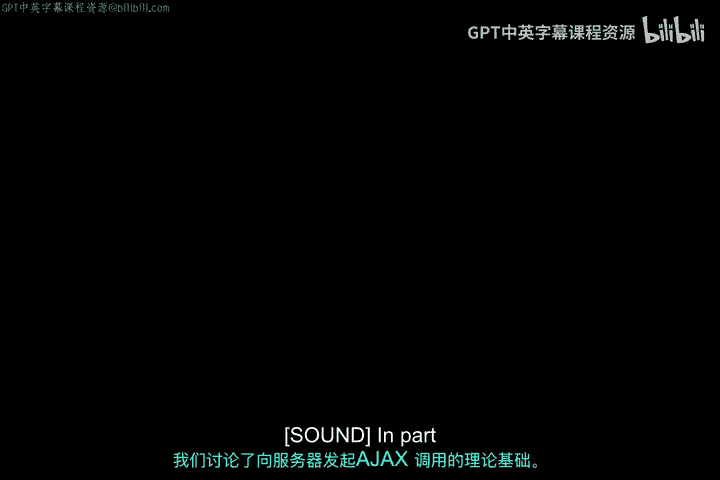 GPT中英字幕课程资源@bilibili.com
GPT中英字幕课程资源 bilibili
[SOUND] In part
我们讨论了向服务器发起AJAX 调用的理论基础。